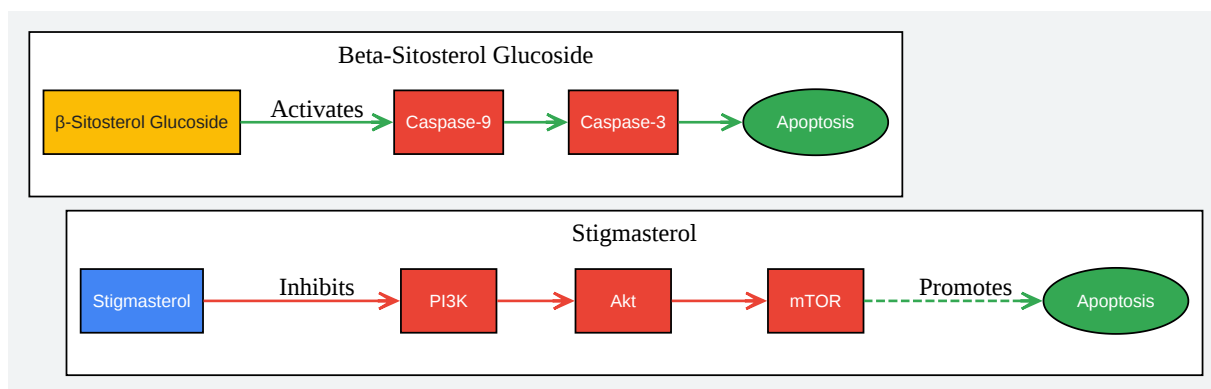 Beta-Sitosterol Glucoside
β-Sitosterol Glucoside
Activates
Caspase-9
Caspase-3
Apoptosis
Stigmasterol
Stigmasterol
Inhibits
PI3K
Akt
mTOR
Promotes
Apoptosis